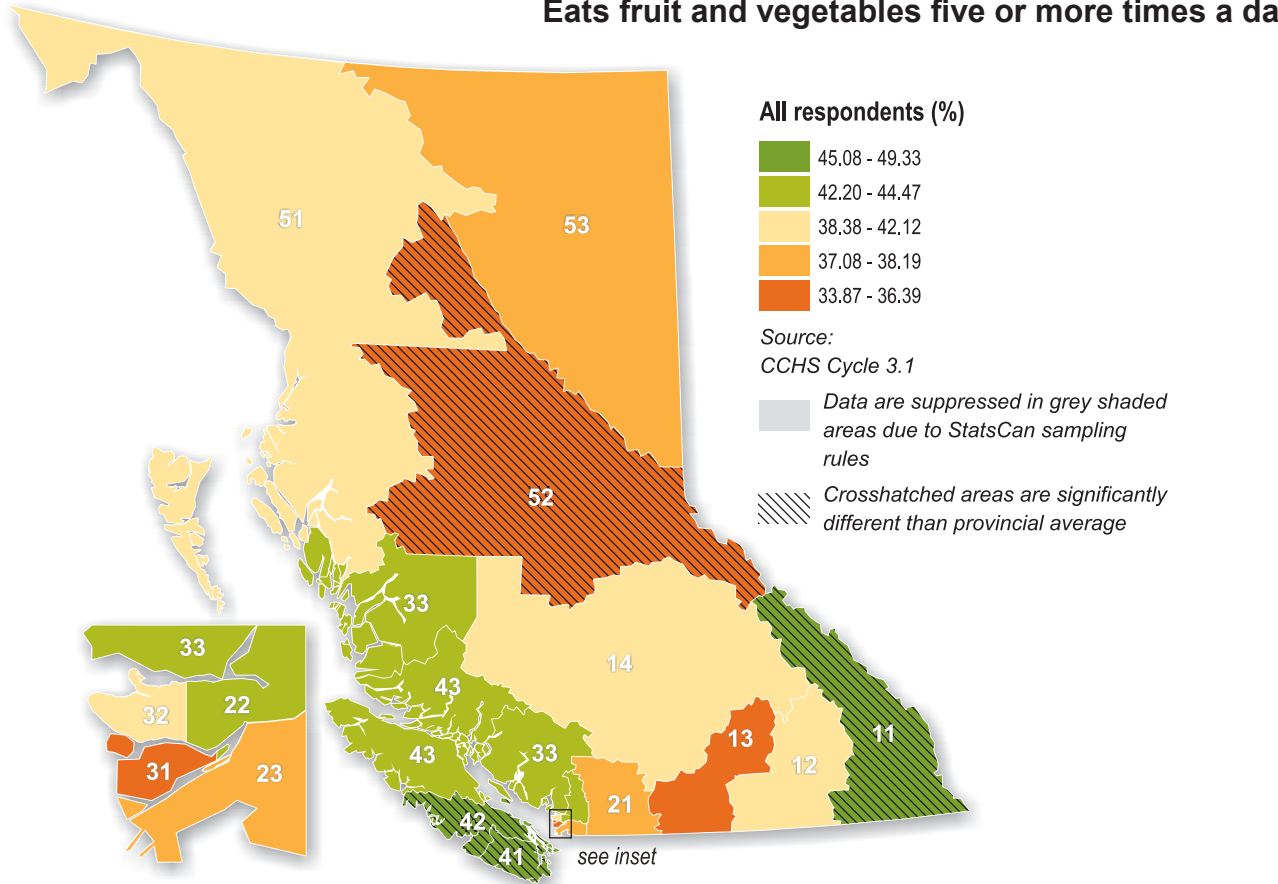 Eats fruit and vegetables five or more times a da
All respondents (%)
45.08 - 49.33
42.20 - 44.47
38.38 - 42.12
37.08 - 38.19
33.87 - 36.39
Source:
CCHS Cycle 3.1
Data are suppressed in grey shaded
areas due to StatsCan sampling
rules
Crosshatched areas are significantly
different than provincial average
51
53
52
33
14
43
43
33
13
12
11
21
42
41
see inset
33
32
22
31
23